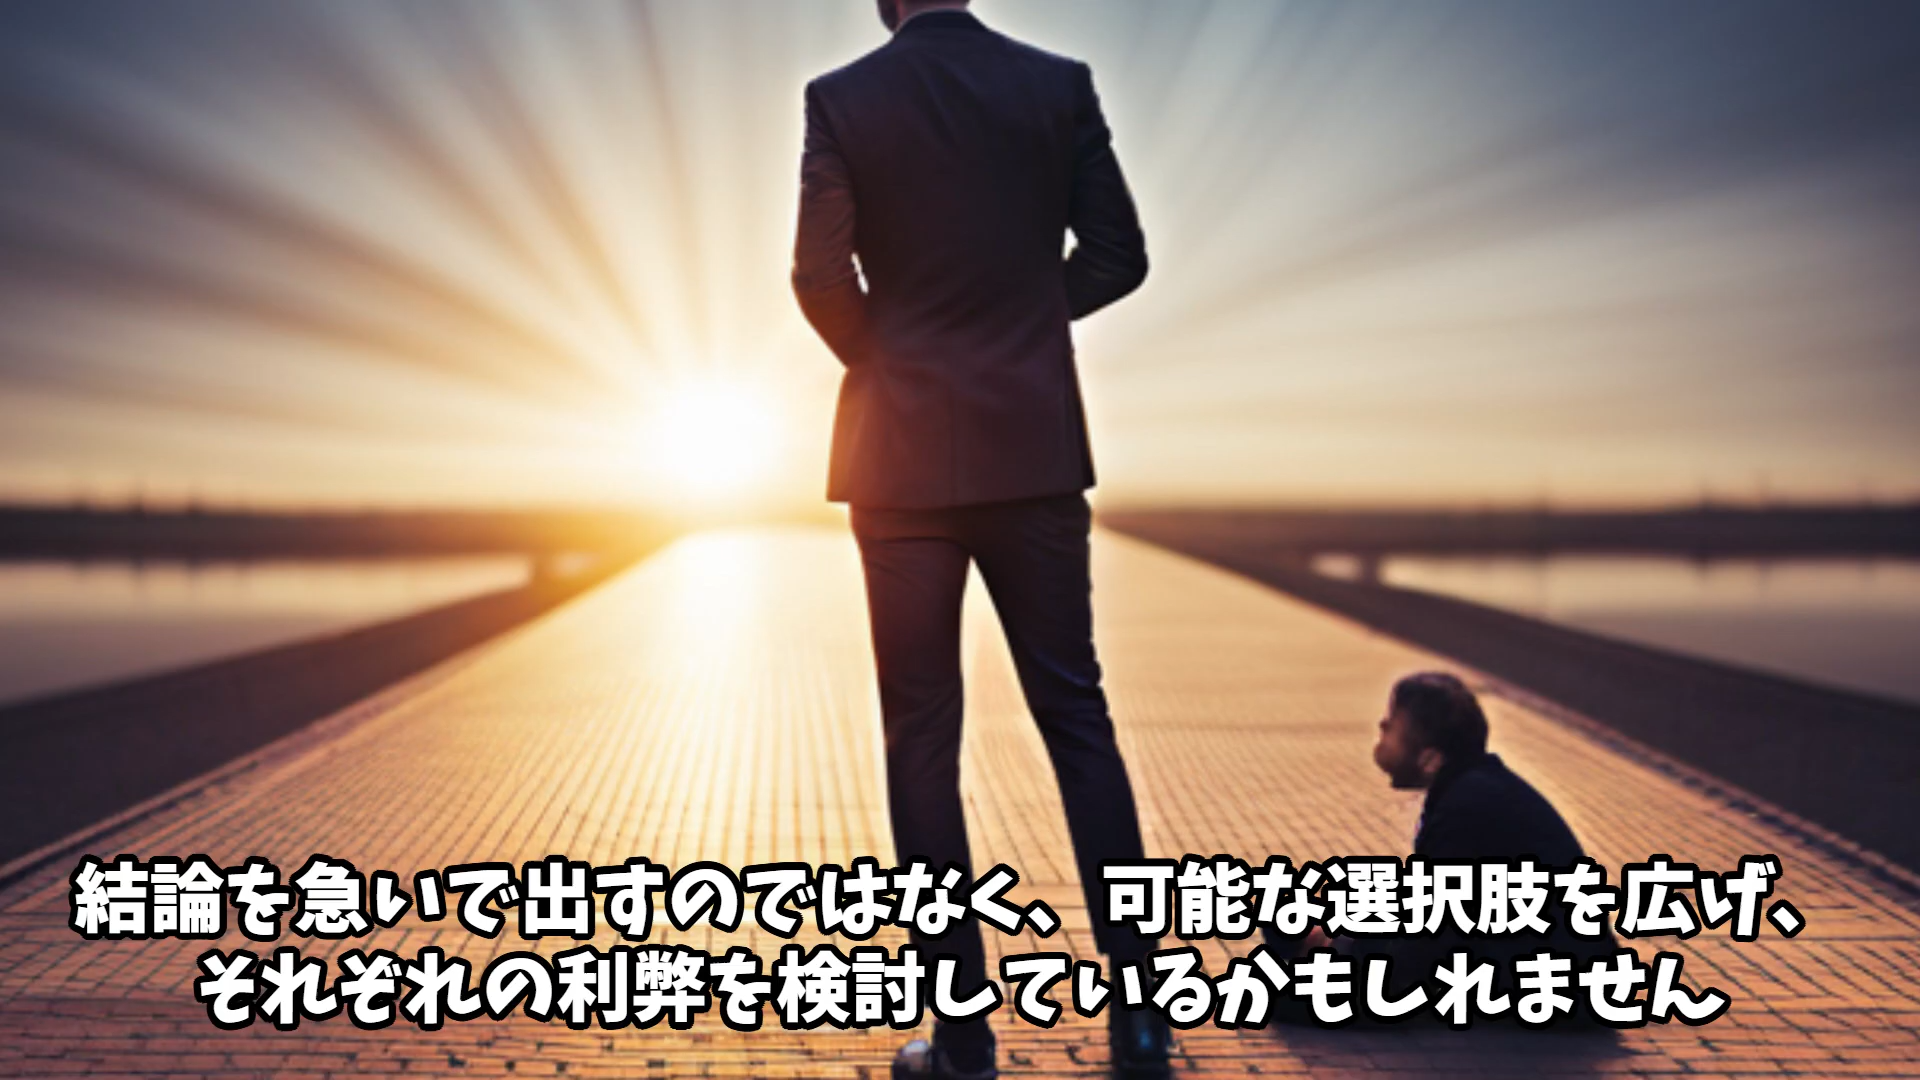 結論を急いで出すのではなく、可能な選択肢を広げ、
それぞれの利弊を検討しているかもしれません